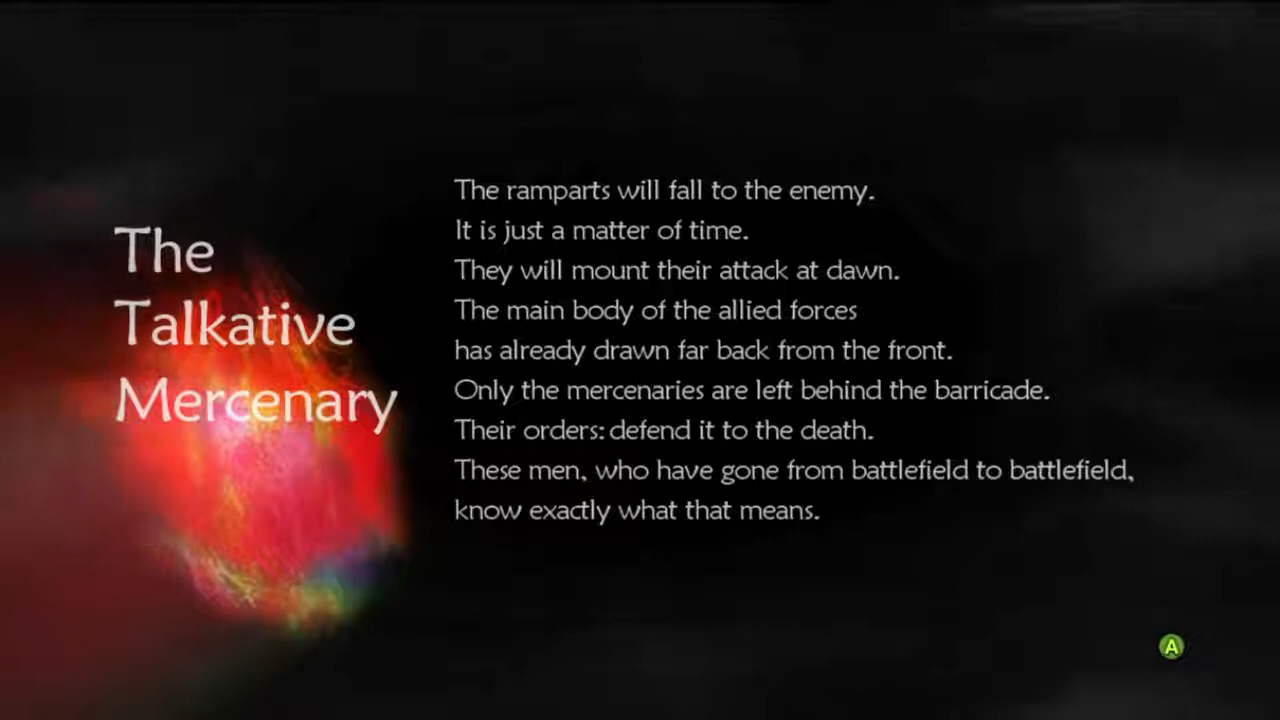 The
Talkative
Mercenary
The ramparts will fall to the enemy.
It is just a matter of time.
They will mount their attack at dawn.
The main body of the allied forces
has already drawn far back from the front.
Only the mercenaries are left behind the barricade.
Their orders: defend it to the death.
These men, who have gone from battlefield to battlefield,
know exactly what that means.
A